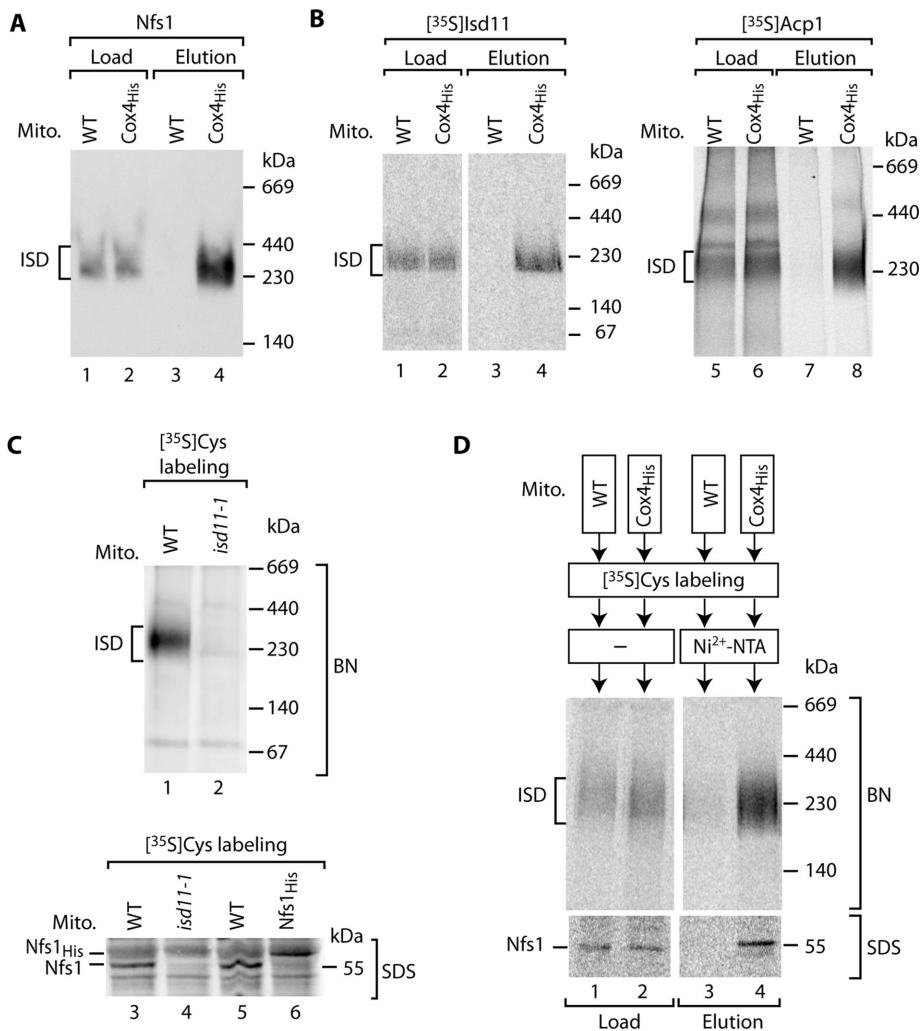 A
Nfs1
Load Elution
Mito. WT Cox4His WT Cox4His
kDa
669
440
ISD
230
140
1 2 3 4
B
[35S]Isd11
Load Elution
Mito. WT Cox4His WT Cox4His
kDa
669
440
ISD
230
140
67
1 2 3 4
[35S]Acp1
Load Elution
WT Cox4His WT Cox4His
kDa
669
440
ISD
230
5 6 7 8
C
[35S]Cys
labeling
Mito. WT isd11-1
kDa
669
440
ISD
230
BN
140
67
1 2
[35S]Cys labeling
Mito. WT isd11-1 WT Nfs1His
kDa
Nfs1His
Nfs1
55
SDS
3 4 5 6
D
Mito. WT Cox4His WT Cox4His
[35S]Cys labeling
– Ni2+-NTA
kDa
669
440
ISD
230
BN
140
Nfs1
55
SDS
1 2 3 4
Load Elution